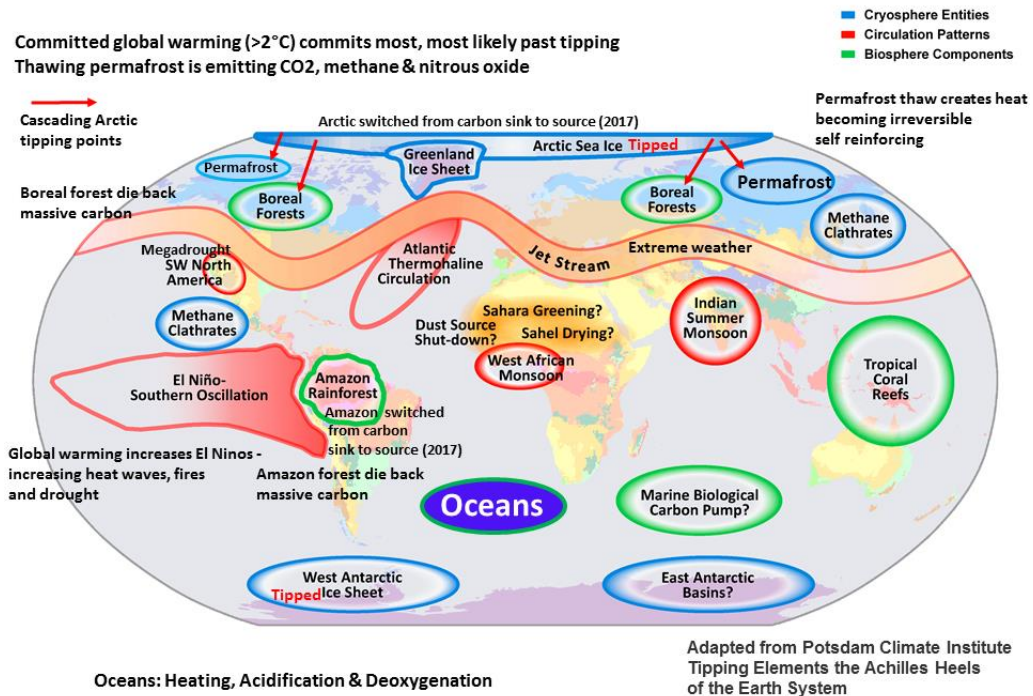 Cryosphere Entities
Circulation Patterns
Biosphere Components
Committed global warming (>2°C) commits most, most likely past tipping
Thawing permafrost is emitting CO2, methane & nitrous oxide
Cascading Arctic
tipping points
Arctic switched from carbon sink to source (2017)
Permafrost thaw creates heat
becoming irreversible
self reinforcing
Arctic Sea Ice Tipped
Greenland
Ice Sheet
Permafrost
Boreal
Forests
Boreal forest die back
massive carbon
Boreal
Forests
Permafrost
Methane
Clathrates
Megadrought
SW North
America
Atlantic
Thermohaline
Circulation
Jet Stream
Extreme weather
Methane
Clathrates
Sahara Greening?
Dust Source
Shut-down?
Sahel Drying?
West African
Monsoon
Indian
Summer
Monsoon
Tropical
Coral
Reefs
El Niño-
Southern Oscillation
Amazon
Rainforest
Amazon switched
from carbon
sink to source (2017)
Global warming increases El Ninos -
increasing heat waves, fires
and drought
Amazon forest die back
massive carbon
Oceans
Marine Biological
Carbon Pump?
West Antarctic
Tipped Ice Sheet
East Antarctic
Basins?
Adapted from Potsdam Climate Institute
Tipping Elements the Achilles Heels
of the Earth System
Oceans: Heating, Acidification & Deoxygenation